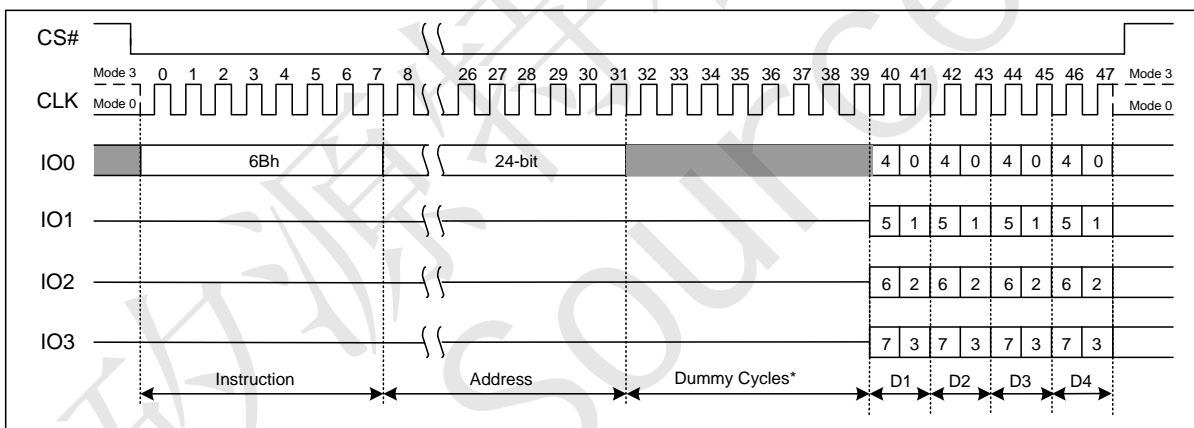 CS#
Mode 3 0 1 2 3 4 5 6 7 8 26 27 28 29 30 31 32 33 34 35 36 37 38 39 40 41 42 43 44 45 46 47 Mode 3
CLK
Mode 0 Mode 0
IO0 6Bh 24-bit 4 0 4 0 4 0 4 0
IO1 5 1 5 1 5 1 5 1
IO2 6 2 6 2 6 2 6 2
IO3 7 3 7 3 7 3 7 3
Instruction Address Dummy Cycles* D1 D2 D3 D4
Source